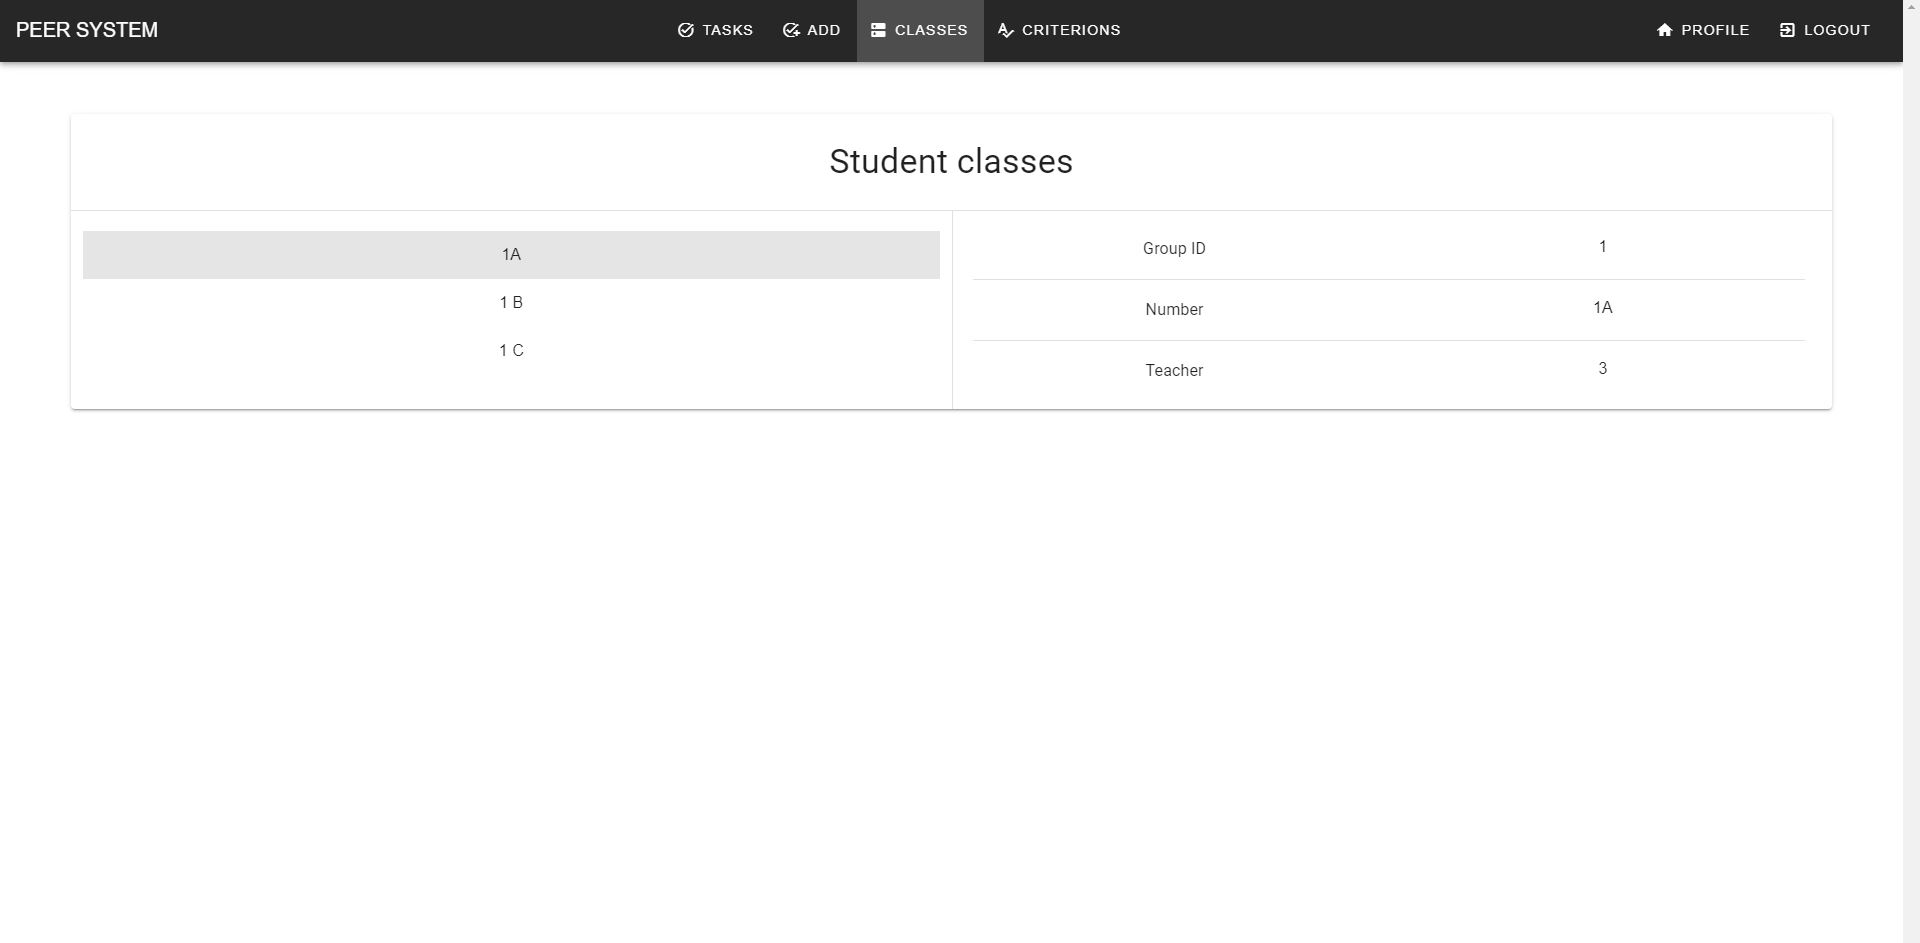 PEER SYSTEM
TASKS
ADD
CLASSES
CRITERIONS
PROFILE
LOGOUT
Student classes
1A
1 B
1 C
Group ID 1
Number 1A
Teacher 3